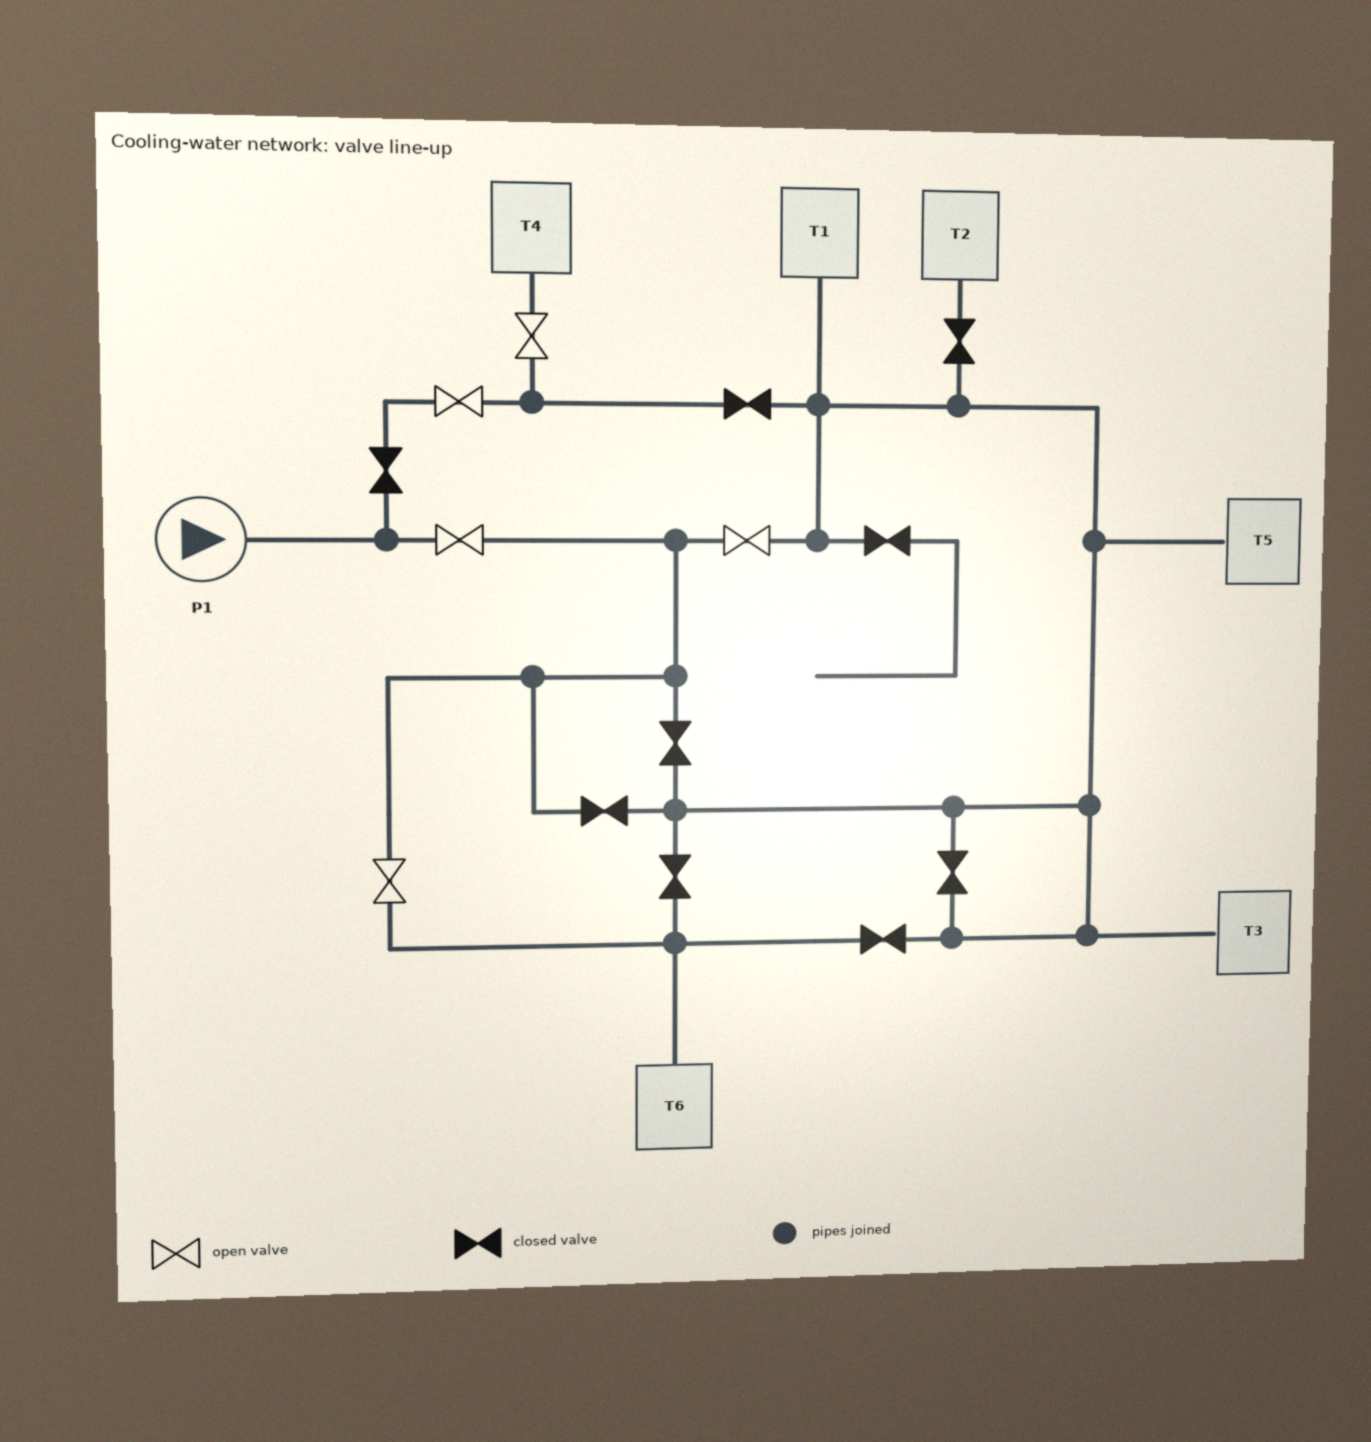 Cooling-water network: valve line-up
T4
T1
T2
T5
P1
T3
T6
open valve
closed valve
pipes joined